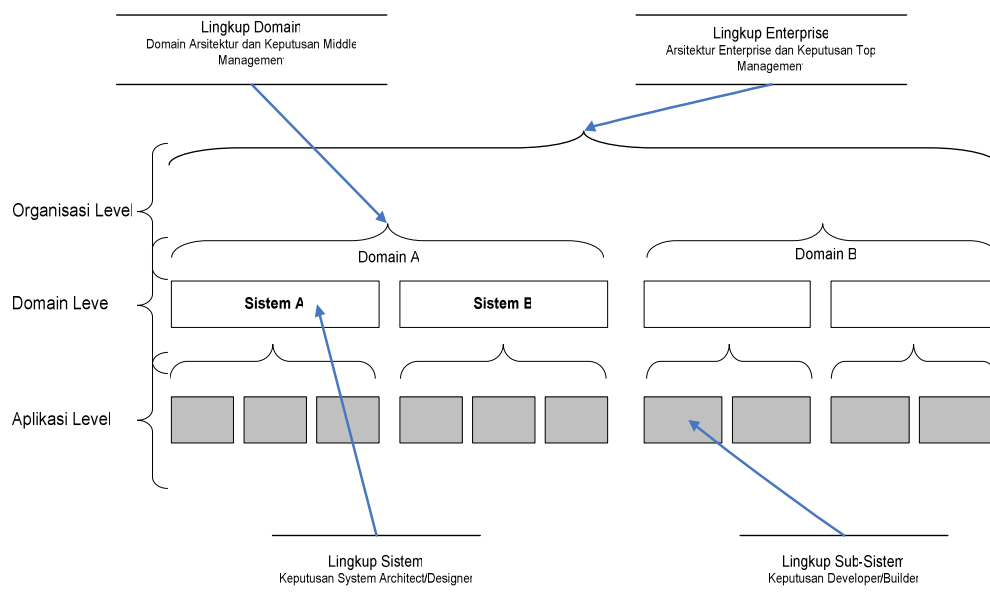 Lingkup Domain
Domain Arsitektur dan Keputusan Middle
Management
Lingkup Enterprise
Arsitektur Enterprise dan Keputusan Top
Management
Organisasi Level
Domain A
Domain B
Domain Leve
Sistem A
Sistem B
Aplikasi Level
Lingkup Sistem
Keputusan System Architect/Designer
Lingkup Sub-Sistem
Keputusan Developer/Builder